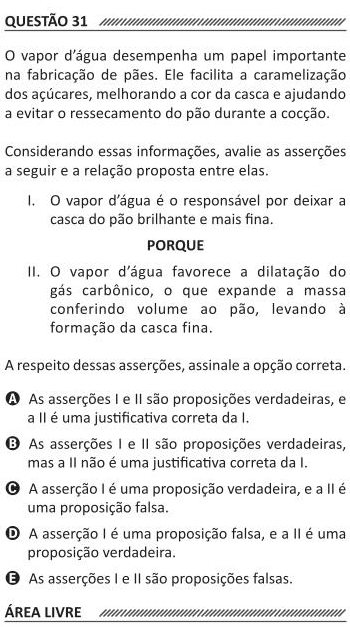 QUESTÃO 31
O vapor d’água desempenha um papel importante
na fabricação de pães. Ele facilita a caramelização
dos açúcares, melhorando a cor da casca e ajudando
a evitar o ressecamento do pão durante a cocção.
Considerando essas informações, avalie as asserções
a seguir e a relação proposta entre elas.
I. O vapor d’água é o responsável por deixar a
casca do pão brilhante e mais fina.
PORQUE
II. O vapor d’água favorece a dilatação do
gás carbônico, o que expande a massa
conferindo volume ao pão, levando à
formação da casca fina.
A respeito dessas asserções, assinale a opção correta.
A As asserções I e II são proposições verdadeiras, e
a II é uma justificativa correta da I.
B As asserções I e II são proposições verdadeiras,
mas a II não é uma justificativa correta da I.
C A asserção I é uma proposição verdadeira, e a II é
uma proposição falsa.
D A asserção I é uma proposição falsa, e a II é uma
proposição verdadeira.
E As asserções I e II são proposições falsas.
ÁREA LIVRE